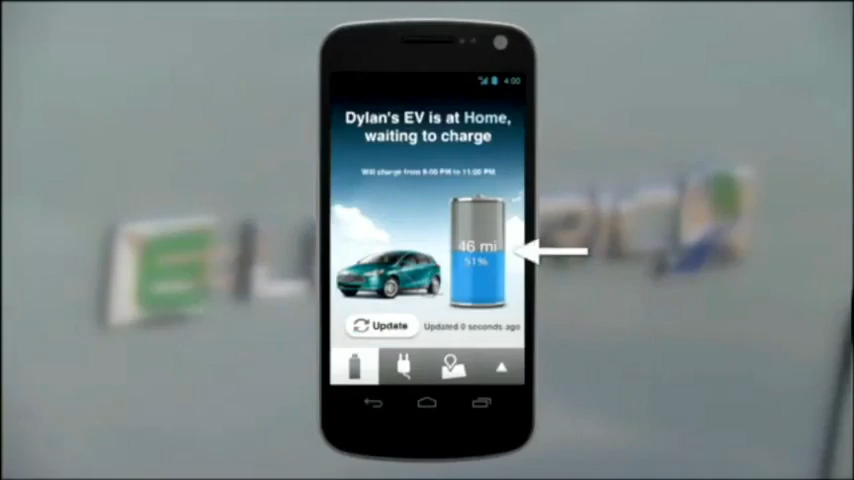 4:00
Dylan's EV is at Home,
waiting to charge
Will charge from 8:00 PM to 11:00 PM
46 mi
51%
Update
Updated 0 seconds ago